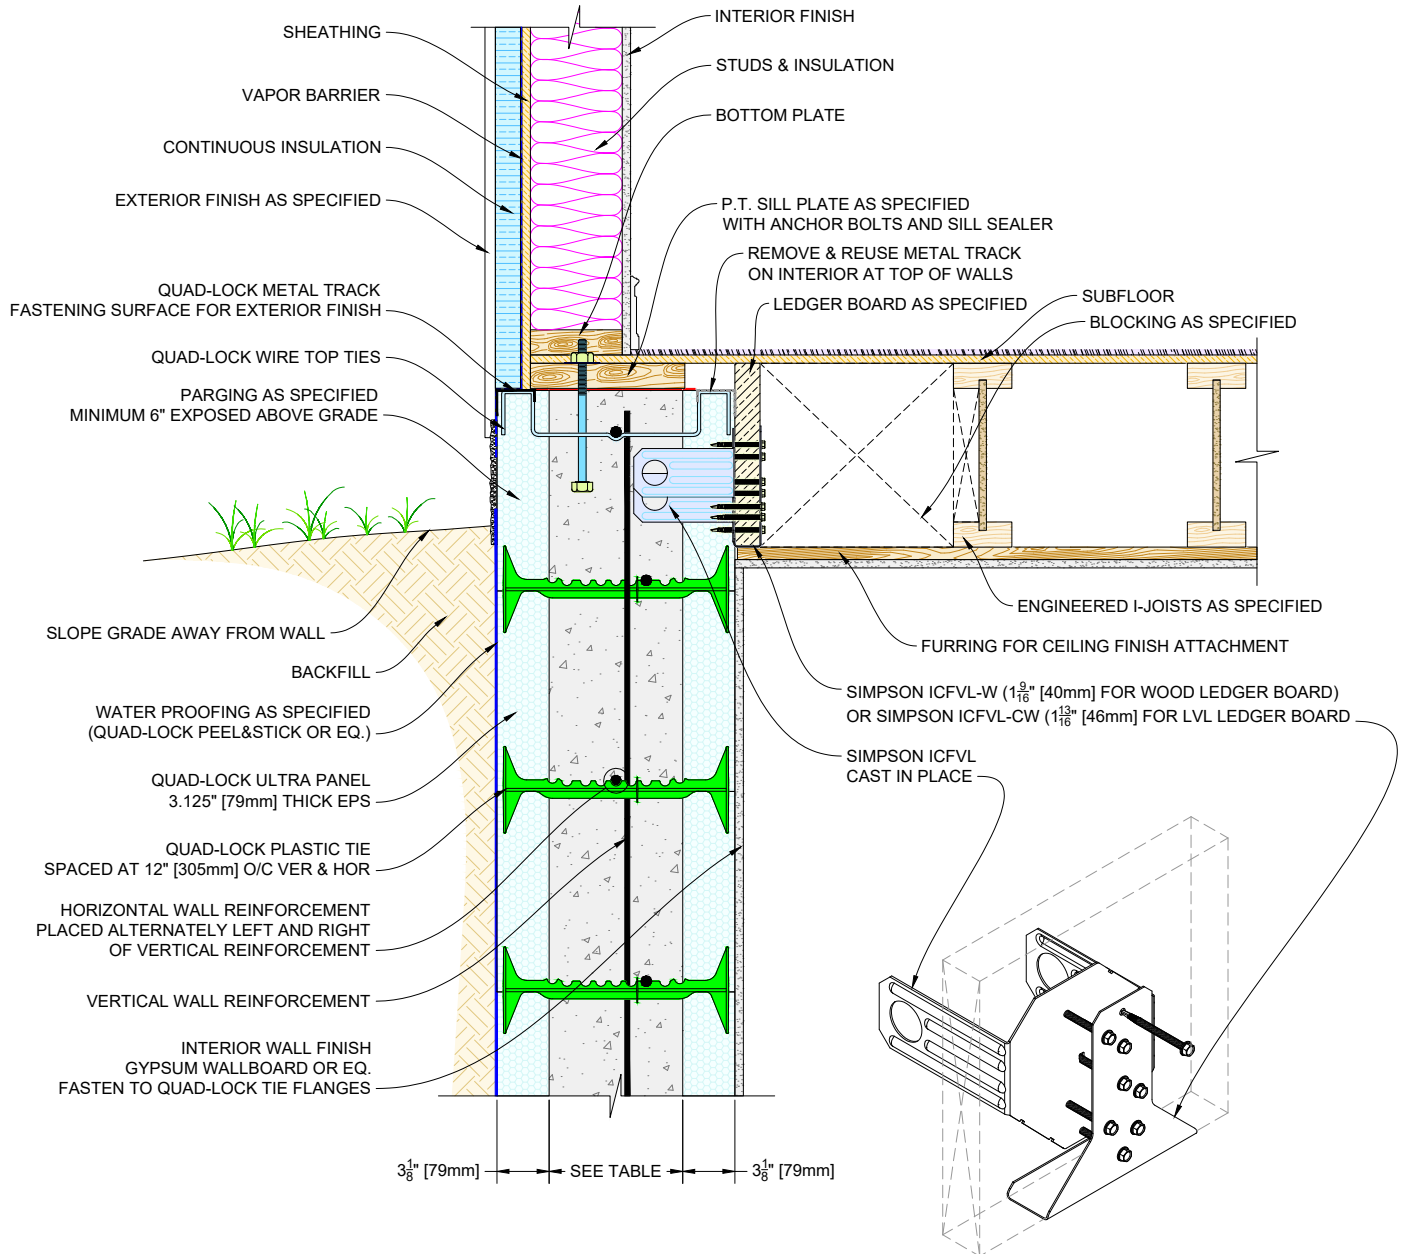 SHEATHING
VAPOR BARRIER
CONTINUOUS INSULATION
EXTERIOR FINISH AS SPECIFIED
QUAD-LOCK METAL TRACK
FASTENING SURFACE FOR EXTERIOR FINISH
QUAD-LOCK WIRE TOP TIES
PARGING AS SPECIFIED
MINIMUM 6" EXPOSED ABOVE GRADE
SLOPE GRADE AWAY FROM WALL
BACKFILL
WATER PROOFING AS SPECIFIED
(QUAD-LOCK PEEL&STICK OR EQ.)
QUAD-LOCK ULTRA PANEL
3.125" [79mm] THICK EPS
QUAD-LOCK PLASTIC TIE
SPACED AT 12" [305mm] O/C VER & HOR
HORIZONTAL WALL REINFORCEMENT
PLACED ALTERNATELY LEFT AND RIGHT
OF VERTICAL REINFORCEMENT
VERTICAL WALL REINFORCEMENT
INTERIOR WALL FINISH
GYPSUM WALLBOARD OR EQ.
FASTEN TO QUAD-LOCK TIE FLANGES
3 1/8" [79mm]
SEE TABLE
3 1/8" [79mm]
INTERIOR FINISH
STUDS & INSULATION
BOTTOM PLATE
P.T. SILL PLATE AS SPECIFIED
WITH ANCHOR BOLTS AND SILL SEALER
REMOVE & REUSE METAL TRACK
ON INTERIOR AT TOP OF WALLS
LEDGER BOARD AS SPECIFIED
SUBFLOOR
BLOCKING AS SPECIFIED
ENGINEERED I-JOISTS AS SPECIFIED
FURRING FOR CEILING FINISH ATTACHMENT
SIMPSON ICFVL-W (1 9/16" [40mm] FOR WOOD LEDGER BOARD)
OR SIMPSON ICFVL-CW (1 13/16" [46mm] FOR LVL LEDGER BOARD
SIMPSON ICFVL
CAST IN PLACE